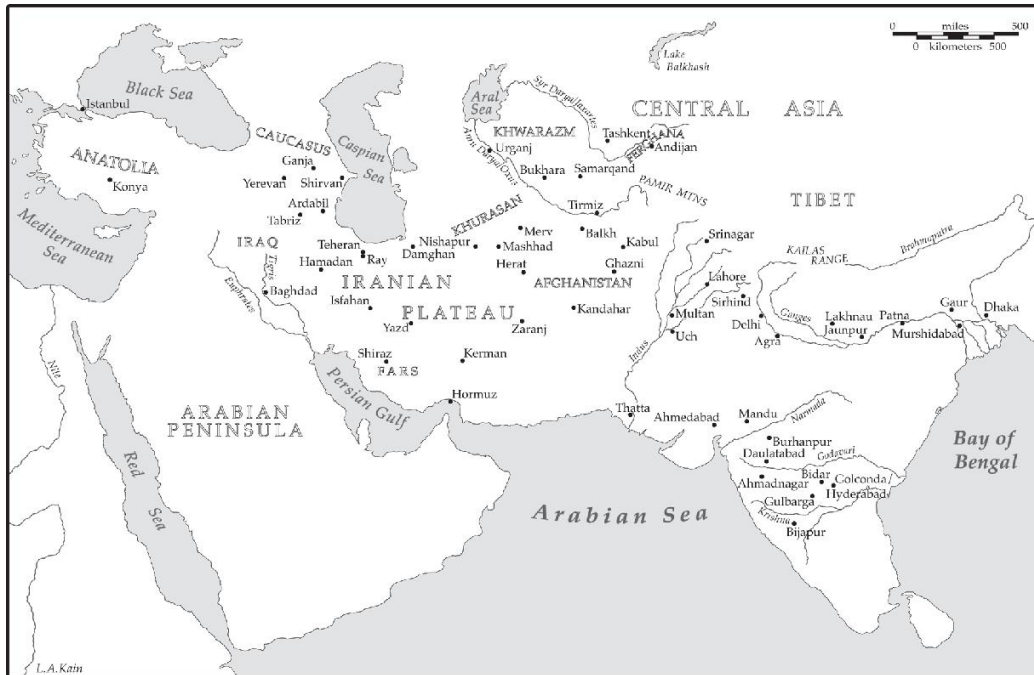 0 miles 500
0 kilometers 500
Lake
Balkhash
Black Sea
Istanbul
Aral
Sea
Syr Darya/Jaxartes
CENTRAL ASIA
CAUCASUS
Caspian
Sea
KHWARAZM
Urganj
Amu Darya/Oxus
Tashkent
FERGHANA
Andijan
ANATOLIA
Konya
Ganja
Yerevan
Shirvan
Bukhara
Samarqand
PAMIR MTNS
TIBET
Ardabil
Tabriz
Tirmiz
Mediterranean
Sea
KHURASAN
Merv
Balkh
Kabul
Srinagar
KAILAS
RANGE
Brahmaputra
IRAQ
Tigris
Teheran
Ray
Hamadan
Damghan
Nishapur
Mashhad
Herat
Ghazni
IRANIAN
PLATEAU
AFGHANISTAN
Lahore
Sirhind
Euphrates
Baghdad
Isfahan
Yazd
Zaranj
Kandahar
Multan
Uch
Indus
Delhi
Agra
Ganges
Lakhnau
Jaunpur
Patna
Gaur
Murshidabad
Dhaka
Nile
Shiraz
FARS
Kerman
Persian Gulf
Hormuz
ARABIAN
PENINSULA
Red
Sea
Thatta
Ahmedabad
Mandu
Narmada
Burhanpur
Daulatabad
Godavari
Bidar
Golconda
Ahmadnagar
Hyderabad
Gulbarga
Krishna
Bijapur
Bay of
Bengal
Arabian Sea
L.A.Kain